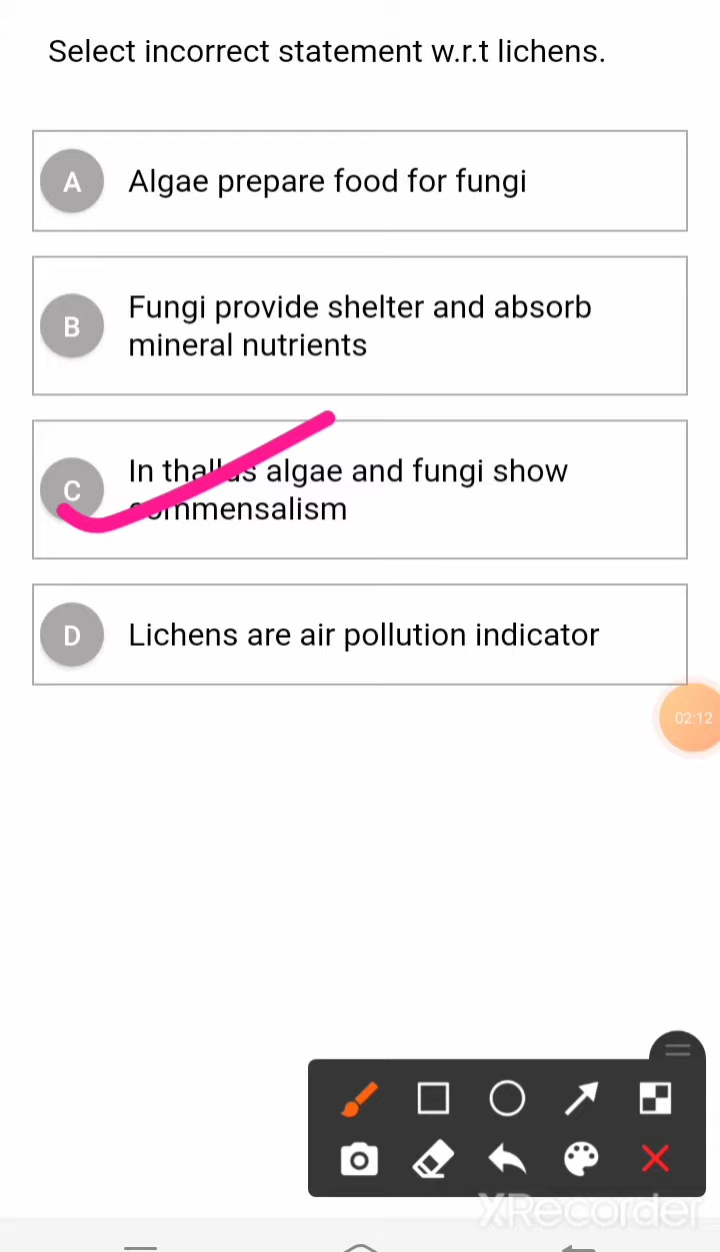 Select incorrect statement w.r.t lichens.
A Algae prepare food for fungi
B Fungi provide shelter and absorb
mineral nutrients
C In thallus algae and fungi show
commensalism
D Lichens are air pollution indicator
02:12
XRecorder